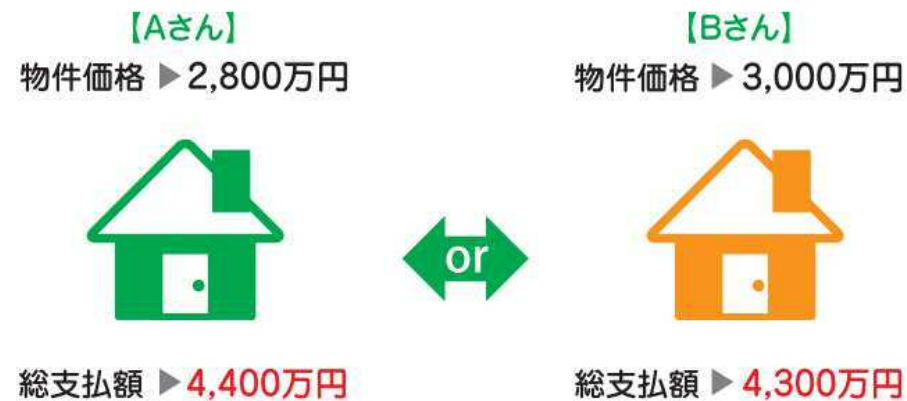 【Aさん】
物件価格 ▶ 2,800万円
【Bさん】
物件価格 ▶ 3,000万円
or
総支払額 ▶ 4,400万円
総支払額 ▶ 4,300万円